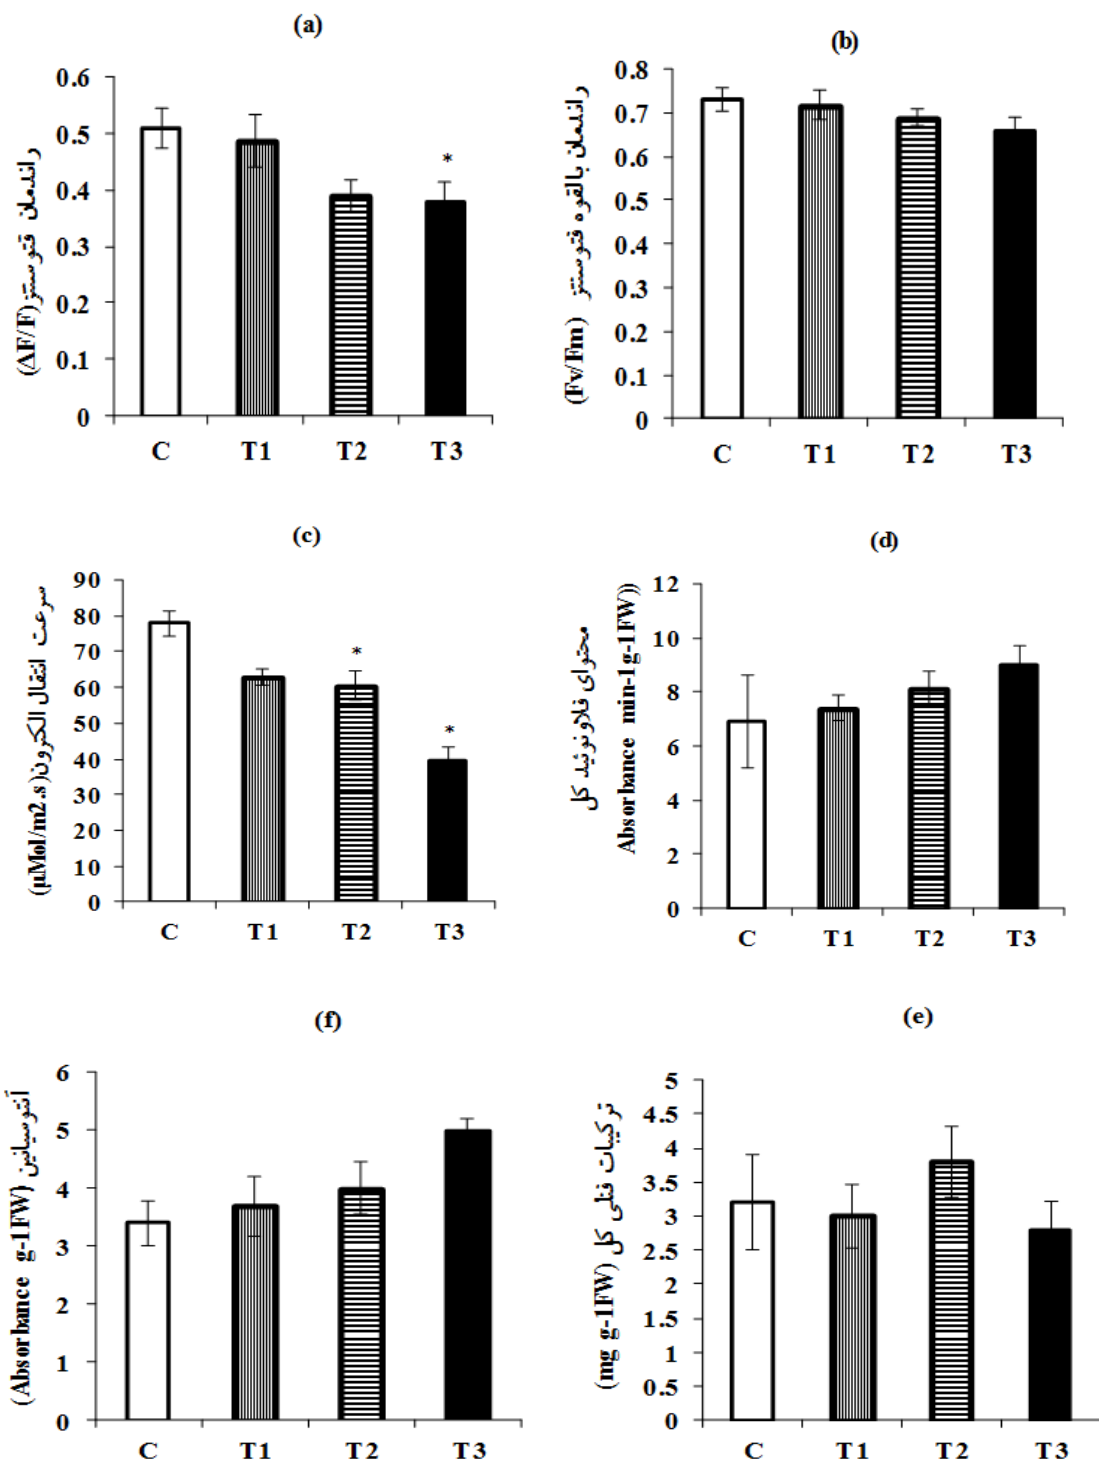 (a)
راندمان فتوسنتز(ΔF/F)
0.6
0.5
0.4
0.3
0.2
0.1
0
*
C T1 T2 T3
(b)
راندمان بالقوه فتوسنتز (Fv/Fm)
0.8
0.7
0.6
0.5
0.4
0.3
0.2
0.1
0
C T1 T2 T3
(c)
سرعت انتقال الکترون(µMol/m2.s)
90
80
70
60
50
40
30
20
10
0
*
*
C T1 T2 T3
(d)
محتوای فلاونوئید کل
Absorbance min-1g-1FW))
12
10
8
6
4
2
0
C T1 T2 T3
(f)
آنتوسیانین (Absorbance g-1FW)
6
5
4
3
2
1
0
C T1 T2 T3
(e)
ترکیبات فنلی کل (mg g-1FW)
5
4.5
4
3.5
3
2.5
2
1.5
1
0.5
0
C T1 T2 T3